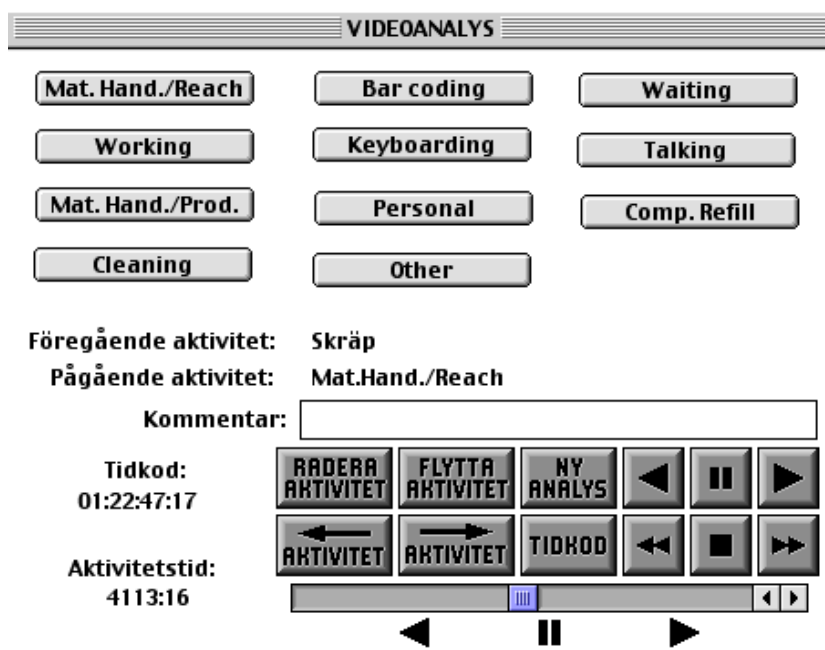 VIDEOANALYS
Mat. Hand./Reach
Bar coding
Waiting
Working
Keyboarding
Talking
Mat. Hand./Prod.
Personal
Comp. Refill
Cleaning
Other
Föregående aktivitet: Skräp
Pågående aktivitet: Mat.Hand./Reach
Kommentar:
Tidkod:
01:22:47:17
RADERA
AKTIVITET
FLYTTA
AKTIVITET
NY
ANALYS
AKTIVITET
AKTIVITET
TIDKOD
Aktivitetstid:
4113:16